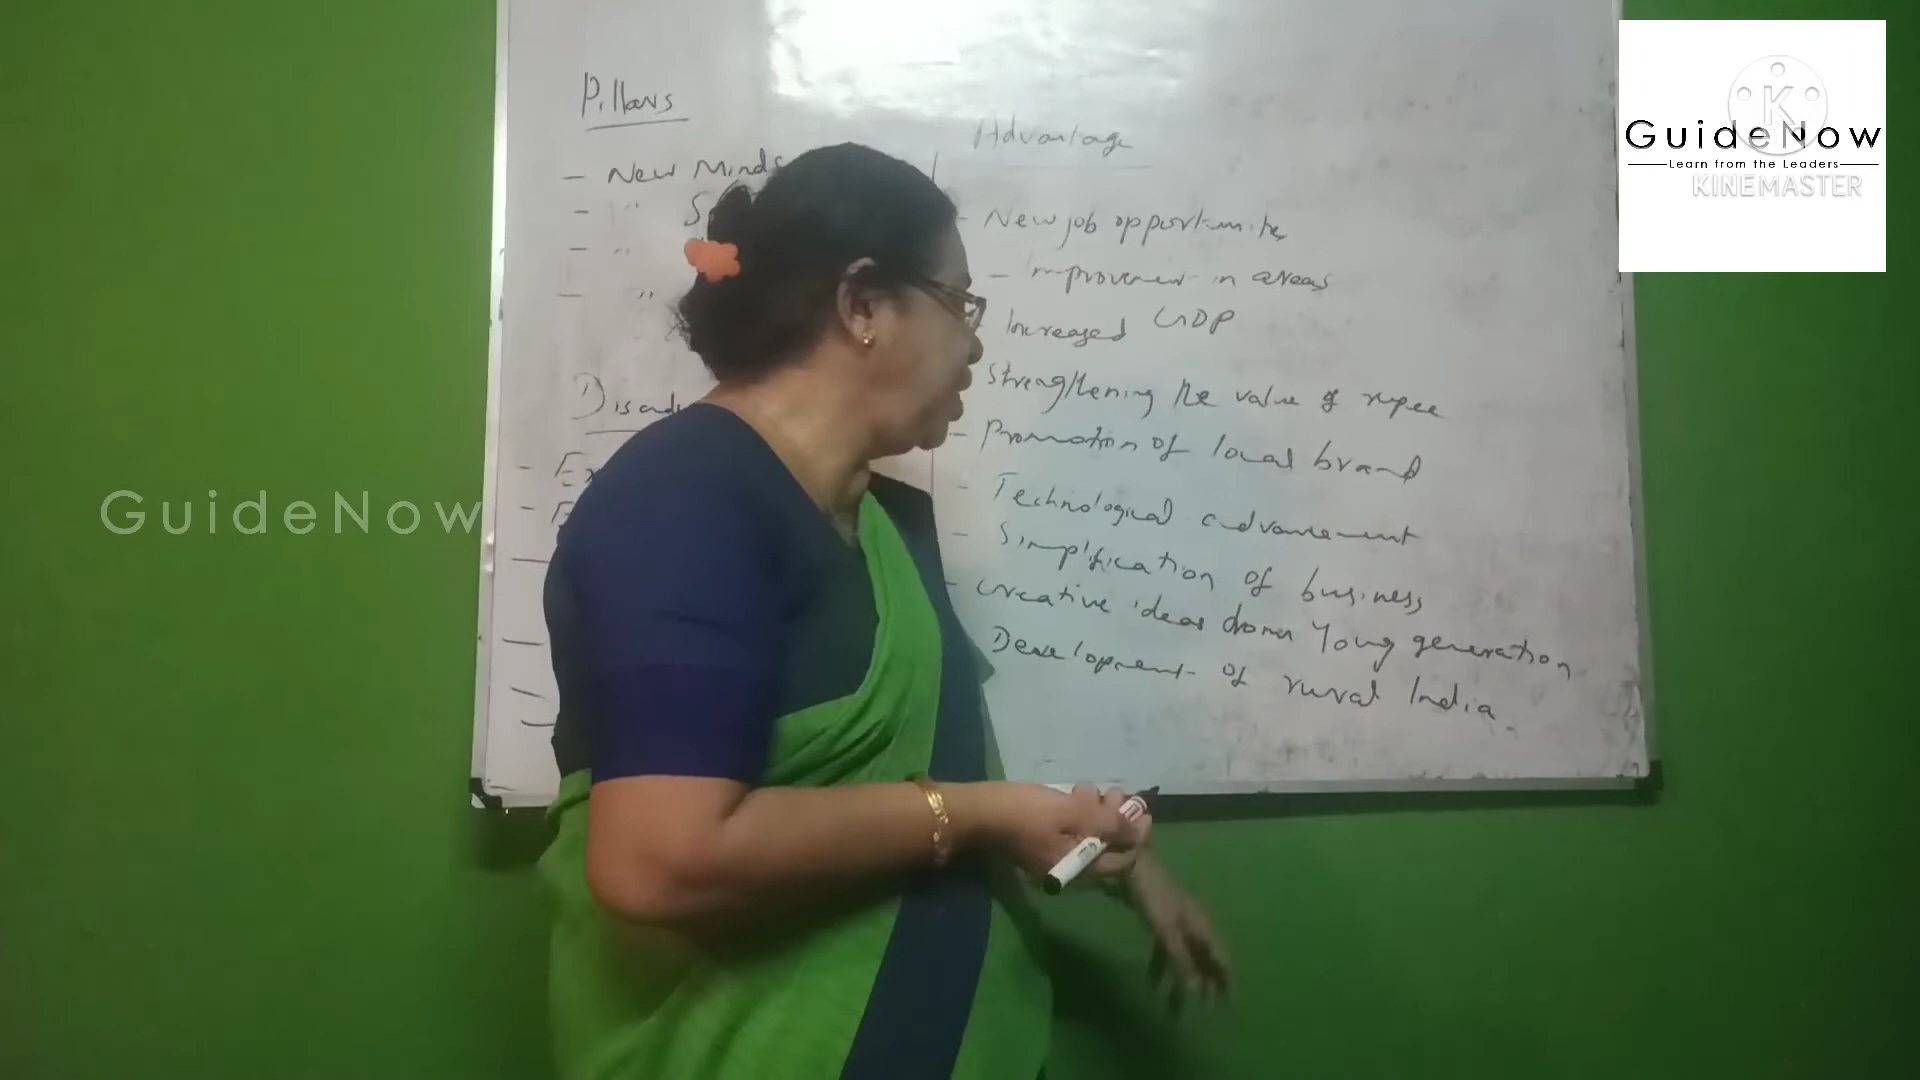 Pillars
- New Minds
- " S
- "
- "
Disadv
- Ex
Advantage
- New job opportunities
- Improvement in areas
Increased GDP
Strengthening the value of rupee
- Promotion of local brand
- Technological advancement
- Simplification of business
- Creative ideas from Young generation
Development of rural India
GuideNow
Learn from the Leaders
KINEMASTER
GuideNow